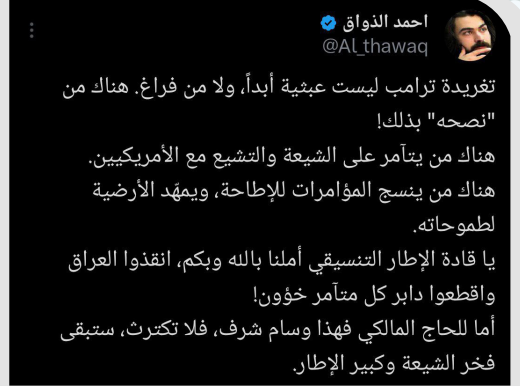 احمد الذواق
@Al_thawaq
تغريدة ترامب ليست عبثية أبداً، ولا من فراغ. هناك من
"نصحه" بذلك!
هناك من يتآمر على الشيعة والتشيع مع الأمريكيين.
هناك من ينسج المؤامرات للإطاحة، ويمهّد الأرضية
لطموحاته.
يا قادة الإطار التنسيقي أملنا بالله وبكم، انقذوا العراق
واقطعوا دابر كل متآمر خؤون!
أما للحاج المالكي فهذا وسام شرف، فلا تكترث، ستبقى
فخر الشيعة وكبير الإطار.